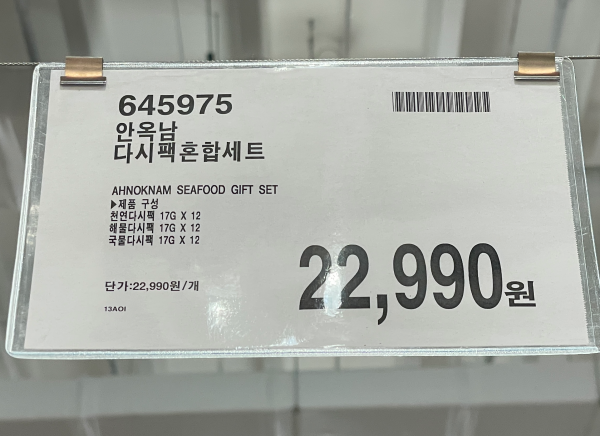 645975
안옥남
다시팩혼합세트
AHNOKNAM SEAFOOD GIFT SET
▶제품 구성
천연다시팩 17G X 12
해물다시팩 17G X 12
국물다시팩 17G X 12
단가:22,990원/개
22,990원
13AOI